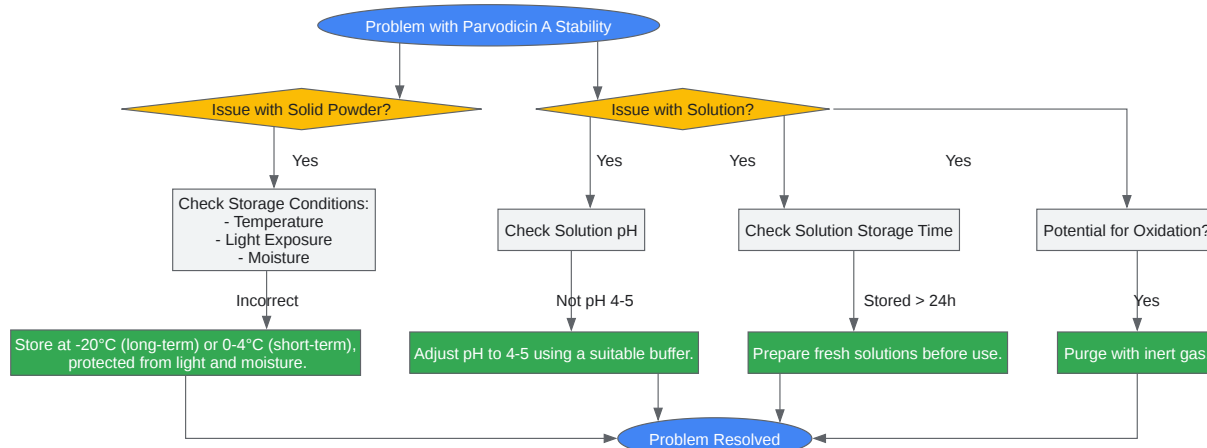 Problem with Parvodicin A Stability
Issue with Solid Powder?
Issue with Solution?
Yes
Yes
Yes
Yes
Check Storage Conditions:
- Temperature
- Light Exposure
- Moisture
Check Solution pH
Check Solution Storage Time
Potential for Oxidation?
Incorrect
Not pH 4-5
Stored > 24h
Yes
Store at -20°C (long-term) or 0-4°C (short-term),
protected from light and moisture.
Adjust pH to 4-5 using a suitable buffer.
Prepare fresh solutions before use.
Purge with inert gas
Problem Resolved